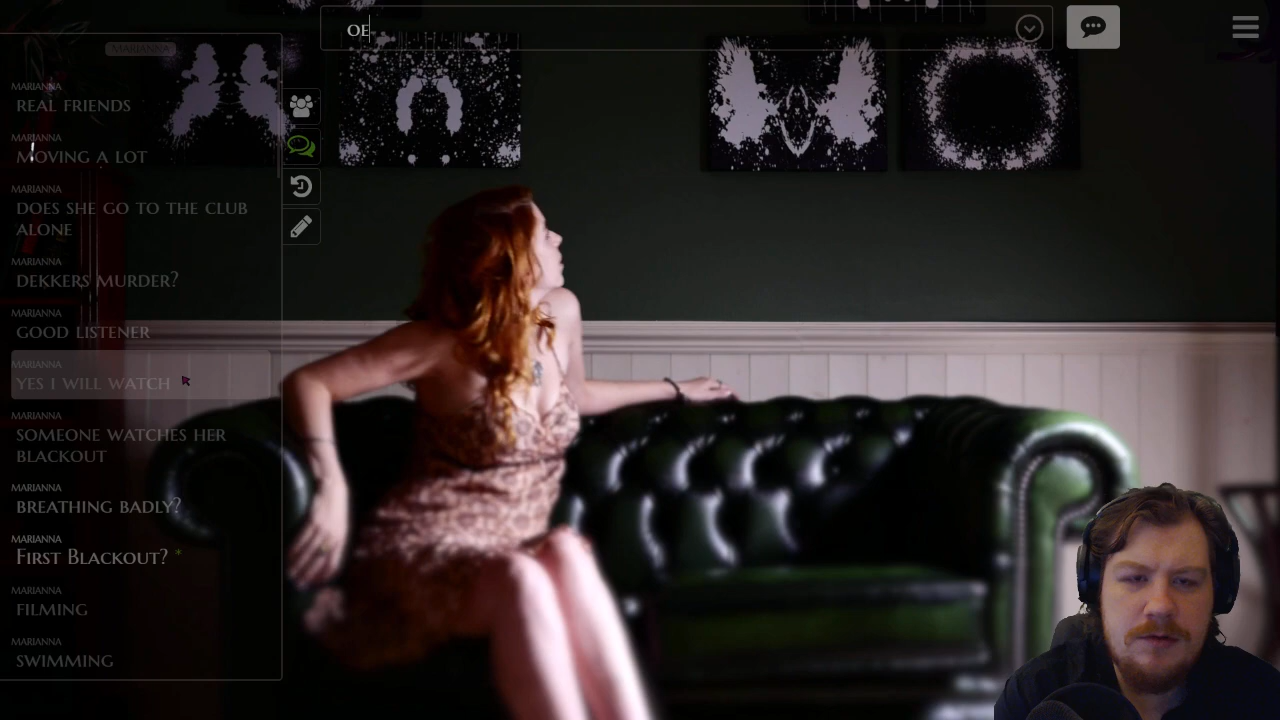 OE
MARIANNA
MARIANNA
REAL FRIENDS
MARIANNA
MOVING A LOT
MARIANNA
DOES SHE GO TO THE CLUB
ALONE
MARIANNA
DEKKERS MURDER?
MARIANNA
GOOD LISTENER
MARIANNA
YES I WILL WATCH
MARIANNA
SOMEONE WATCHES HER
BLACKOUT
MARIANNA
BREATHING BADLY?
MARIANNA
FIRST BLACKOUT?
MARIANNA
FILMING
MARIANNA
SWIMMING